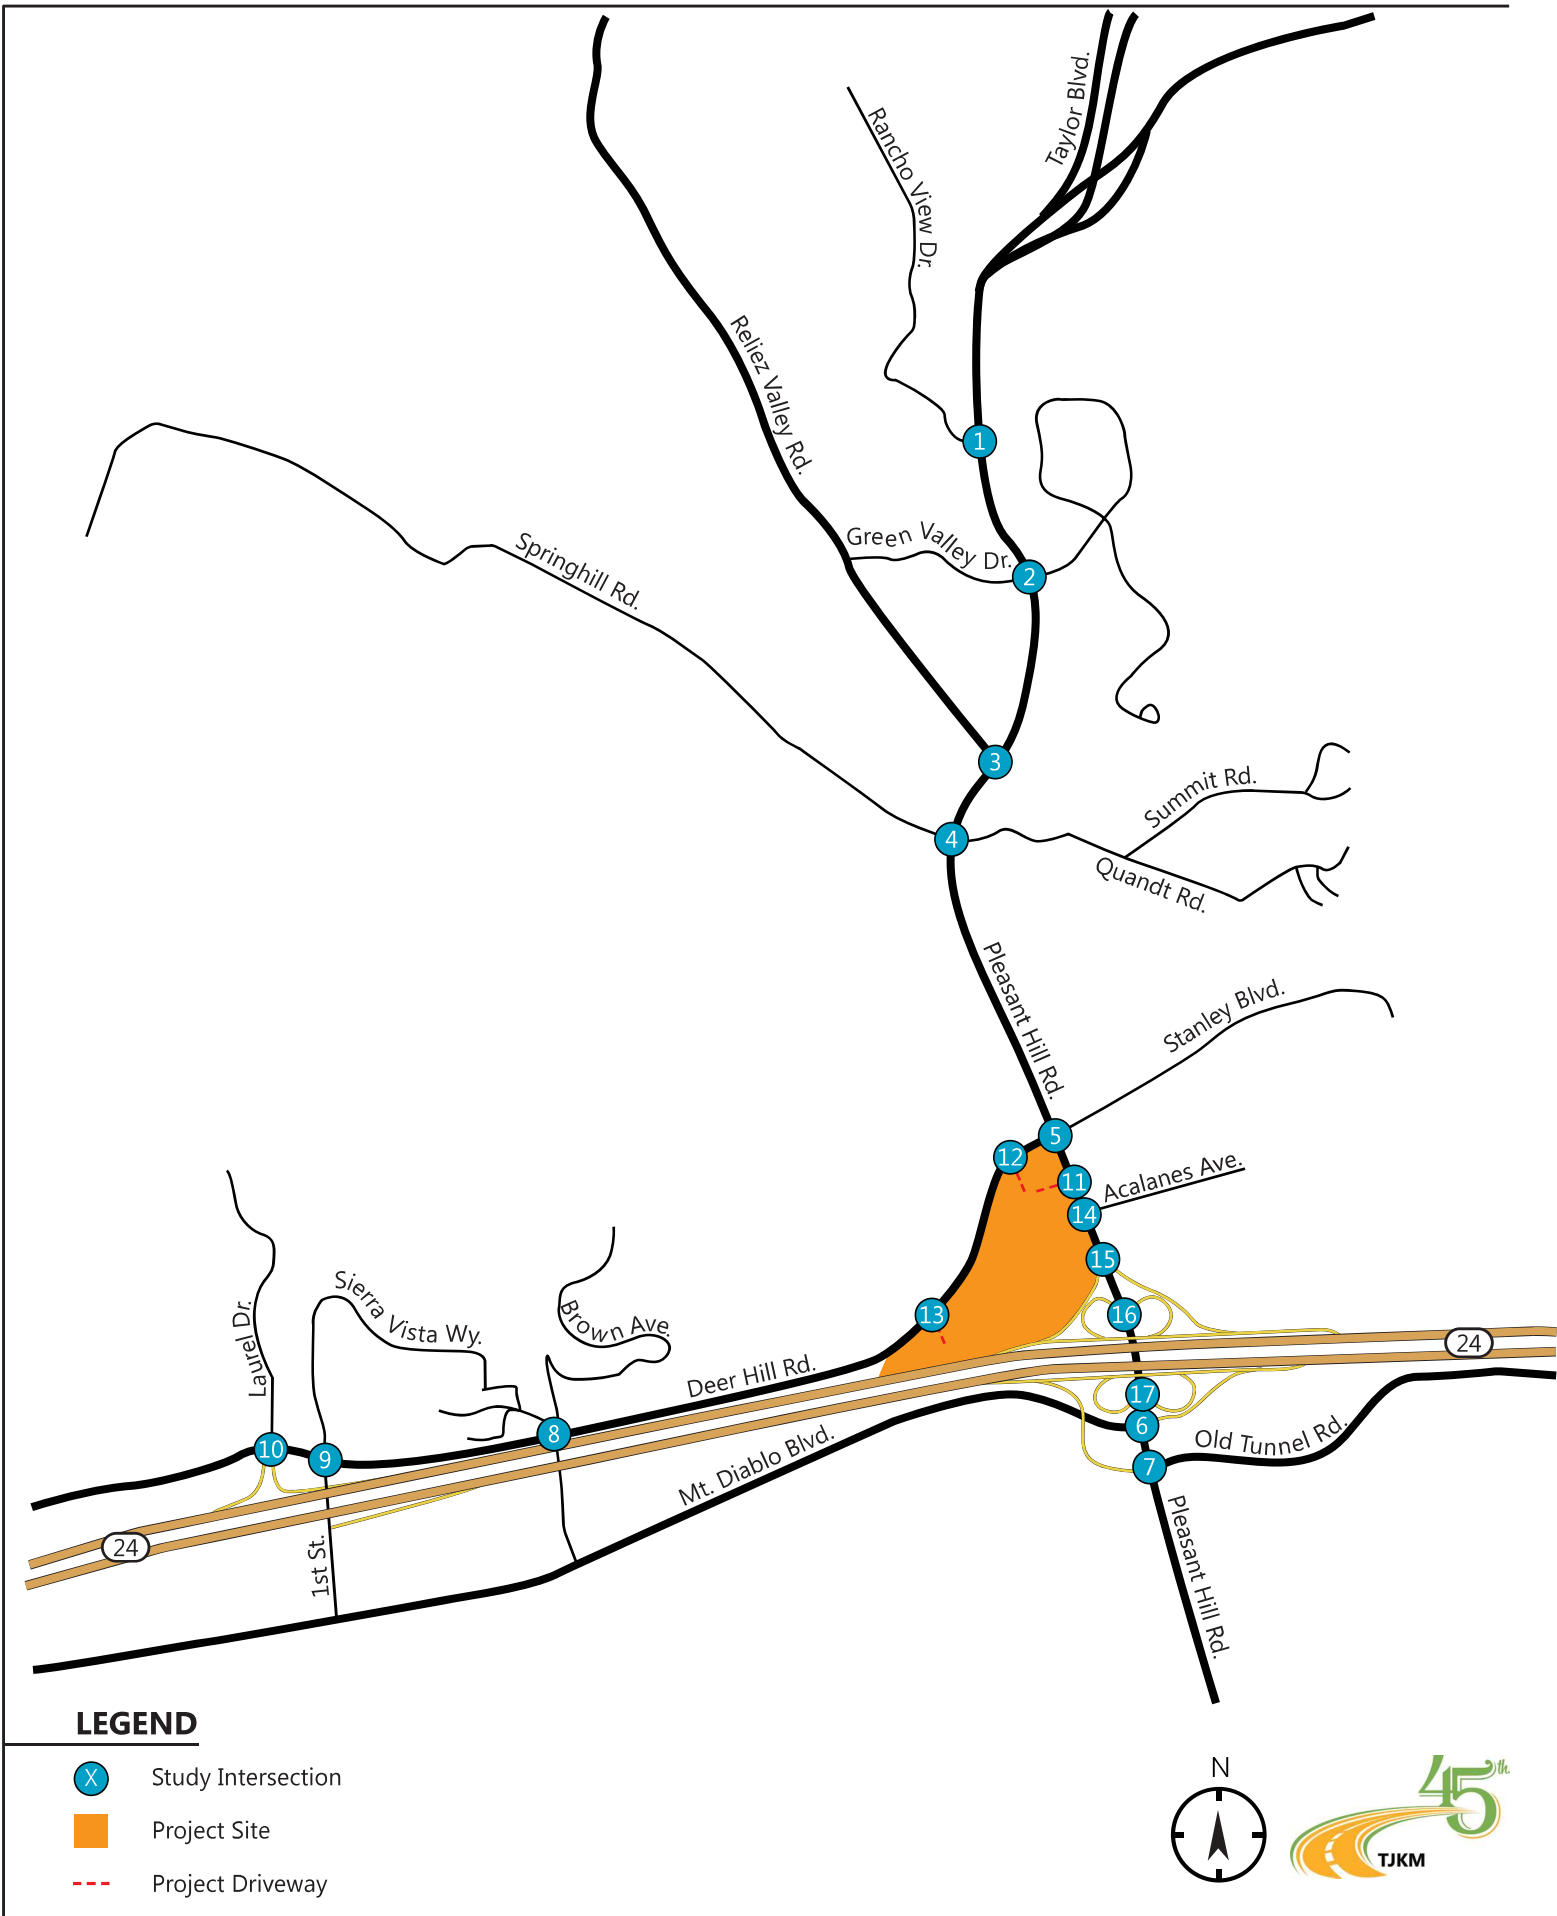 Taylor Blvd.
Rancho View Dr.
Reliez Valley Rd.
1
Green Valley Dr.
2
Springhill Rd.
3
Summit Rd.
4
Quandt Rd.
Pleasant Hill Rd.
Stanley Blvd.
5
12
11
Acalanes Ave.
14
15
Sierra Vista Wy.
Laurel Dr.
Brown Ave.
13
16
24
Deer Hill Rd.
17
6
8
10
9
Old Tunnel Rd.
7
Mt. Diablo Blvd.
24
1st St.
Pleasant Hill Rd.
LEGEND
X Study Intersection
Project Site
Project Driveway
N
45th
TJKM